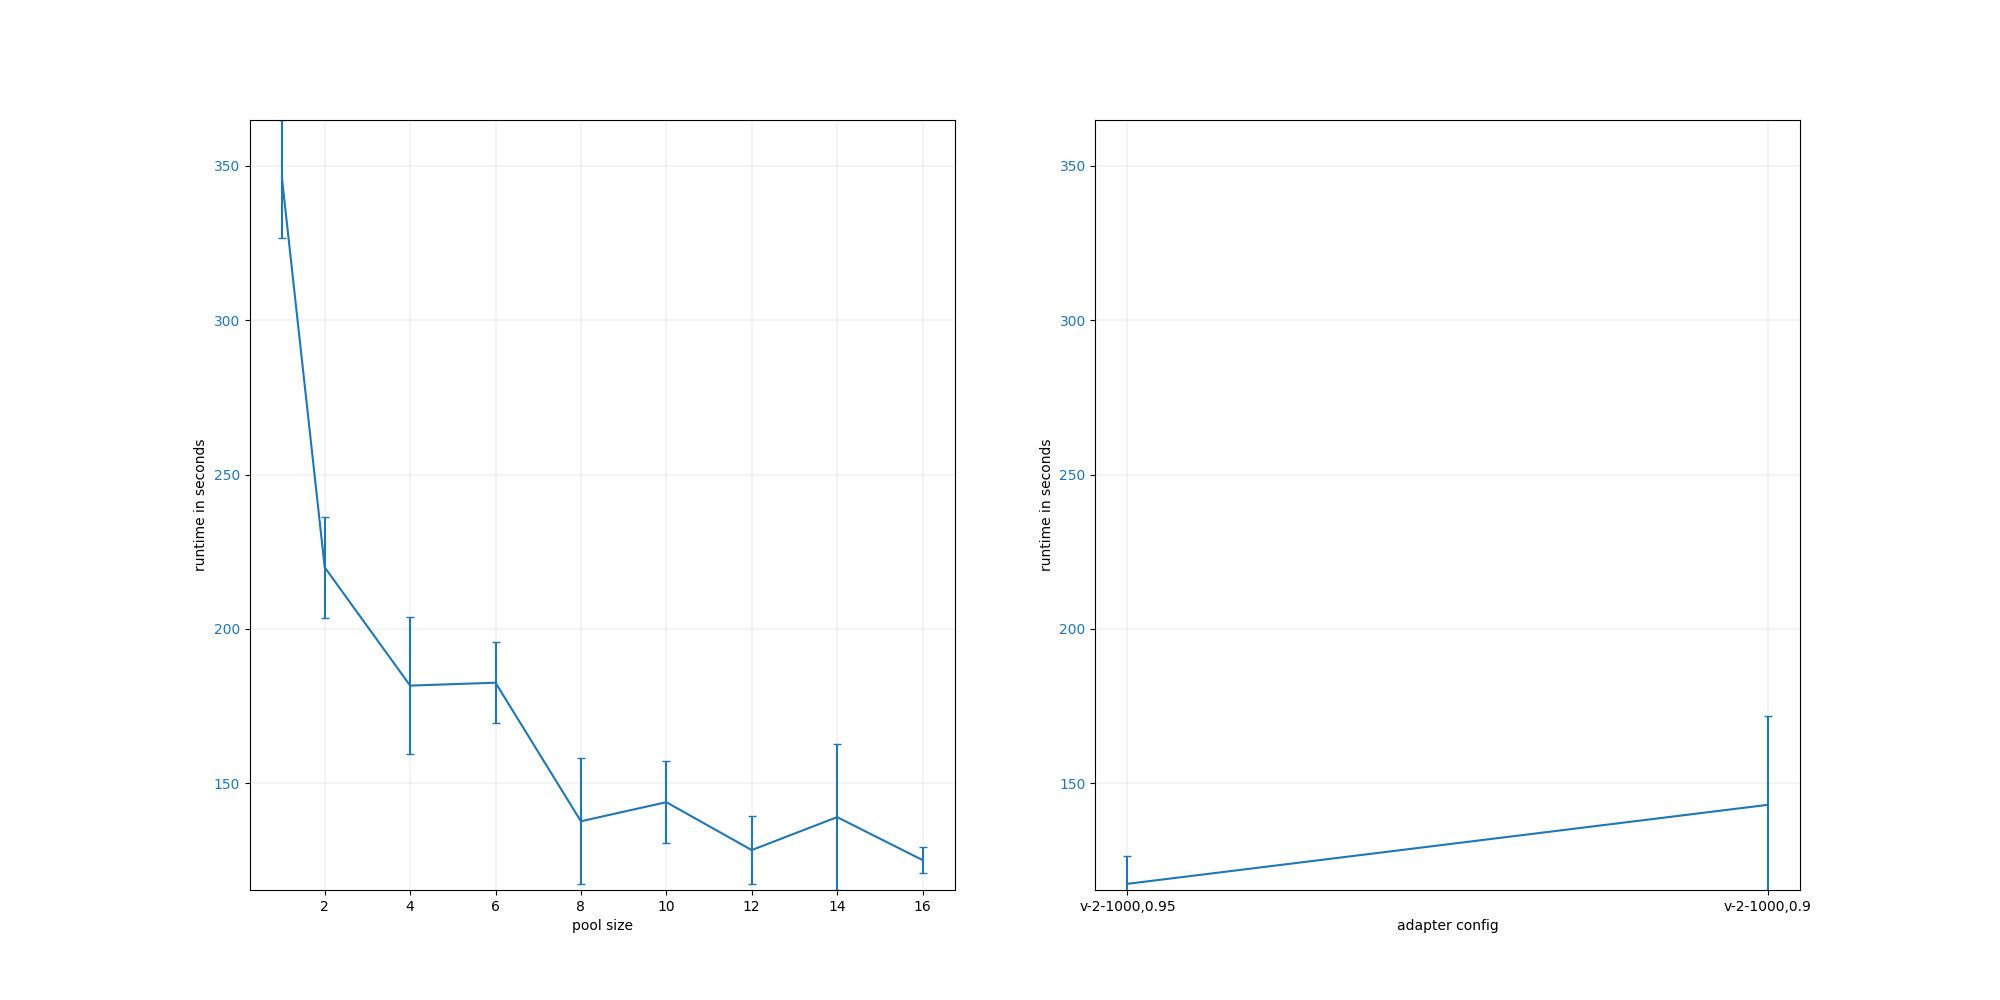 350
300
250
200
150
runtime in seconds
2 4 6 8 10 12 14 16
pool size
350
300
250
200
150
runtime in seconds
v-2-1000,0.95 v-2-1000,0.9
adapter config